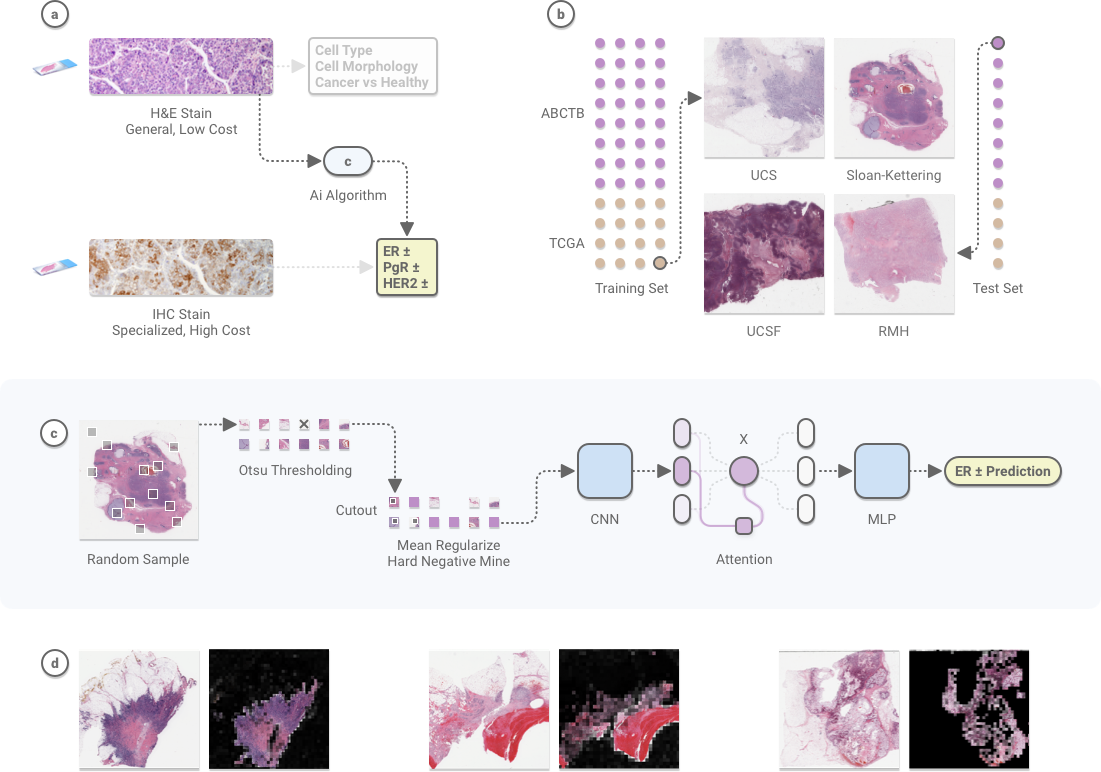 a
Cell Type
Cell Morphology
Cancer vs Healthy
H&E Stain
General, Low Cost
c
Ai Algorithm
ER ±
PgR ±
HER2 ±
IHC Stain
Specialized, High Cost
b
ABCTB
TCGA
Training Set
UCS
Sloan-Kettering
UCSF
RMH
Test Set
c
Random Sample
Otsu Thresholding
Cutout
Mean Regularize
Hard Negative Mine
CNN
X
Attention
MLP
ER ± Prediction
d